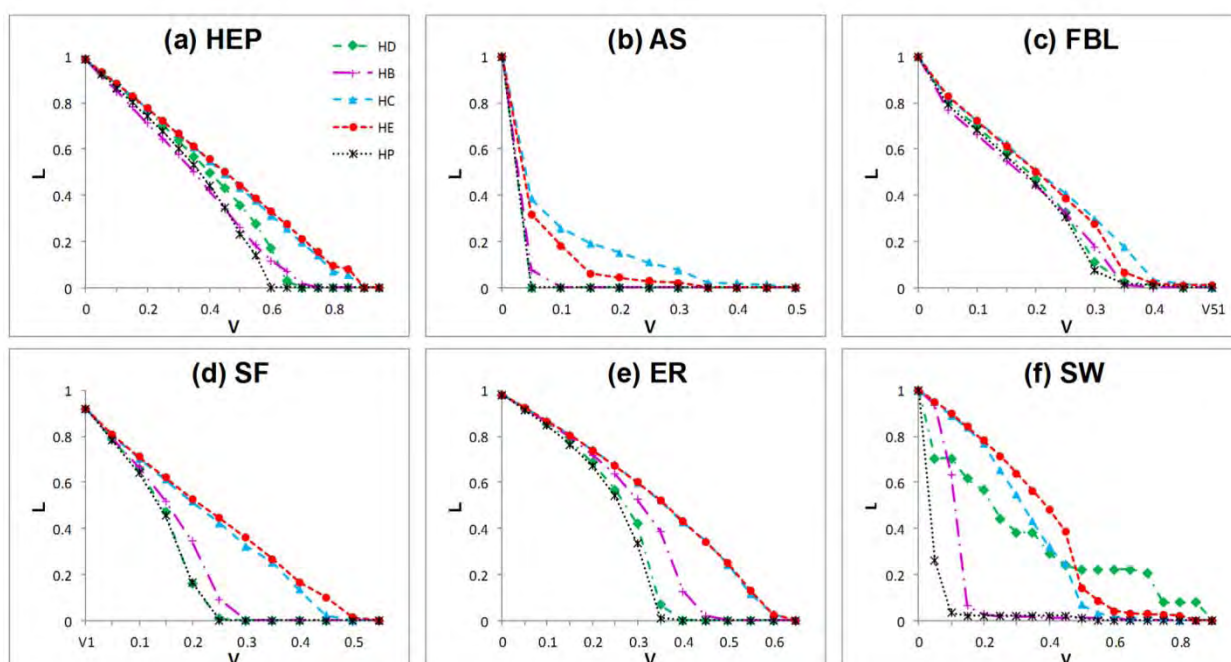 (a) HEP
HD
HB
HC
HE
HP
L
1
0.8
0.6
0.4
0.2
0
0 0.2 0.4 0.6 0.8
V
(b) AS
L
1
0.8
0.6
0.4
0.2
0
0 0.1 0.2 0.3 0.4 0.5
V
(c) FBL
L
1
0.8
0.6
0.4
0.2
0
0 0.1 0.2 0.3 0.4 V51
V
(d) SF
L
1
0.8
0.6
0.4
0.2
0
V1 0.1 0.2 0.3 0.4 0.5
V
(e) ER
L
1
0.8
0.6
0.4
0.2
0
0 0.1 0.2 0.3 0.4 0.5 0.6
V
(f) SW
L
1
0.8
0.6
0.4
0.2
0
0 0.2 0.4 0.6 0.8
V